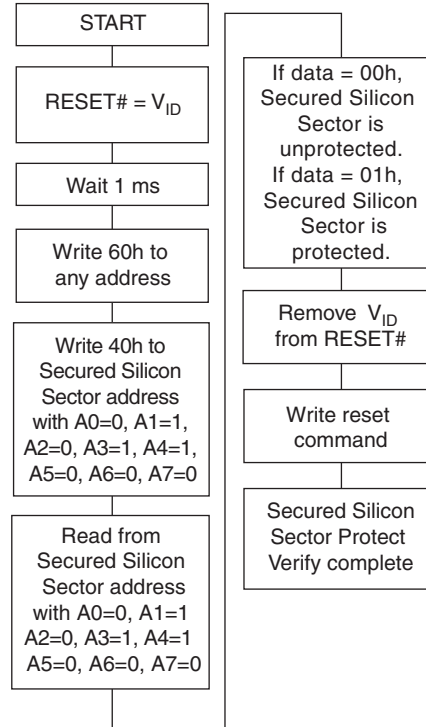 START
RESET# = VID
Wait 1 ms
Write 60h to
any address
Write 40h to
Secured Silicon
Sector address
with A0=0, A1=1,
A2=0, A3=1, A4=1,
A5=0, A6=0, A7=0
Read from
Secured Silicon
Sector address
with A0=0, A1=1
A2=0, A3=1, A4=1
A5=0, A6=0, A7=0
If data = 00h,
Secured Silicon
Sector is
unprotected.
If data = 01h,
Secured Silicon
Sector is
protected.
Remove VID
from RESET#
Write reset
command
Secured Silicon
Sector Protect
Verify complete